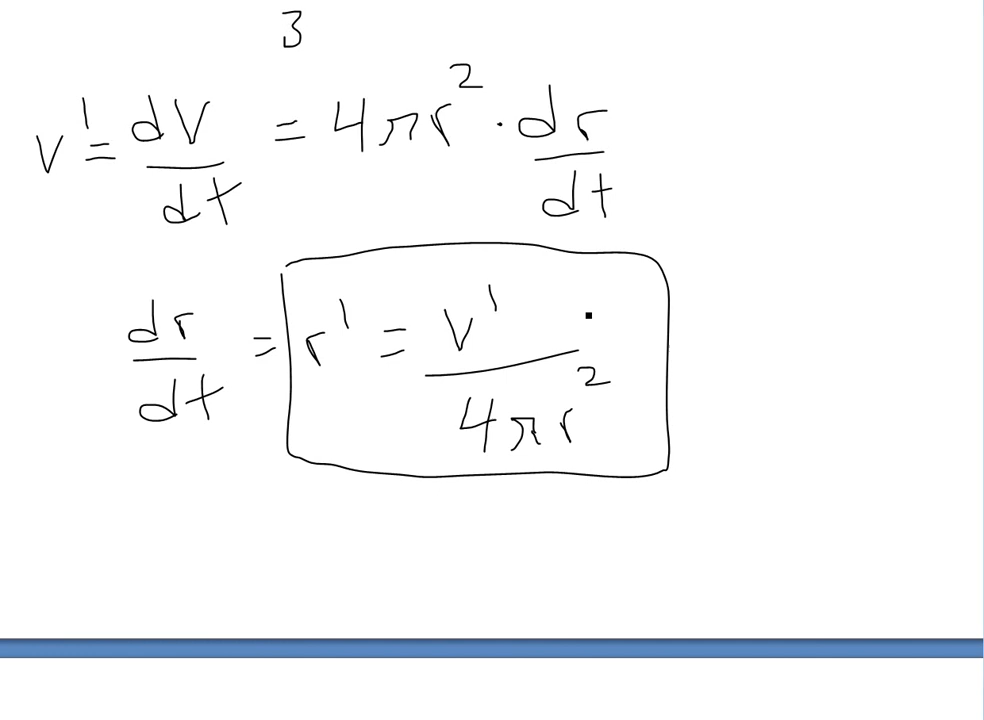 3
v' = dV/dt = 4πr² · dr/dt
dr/dt = r' = v'/4πr²